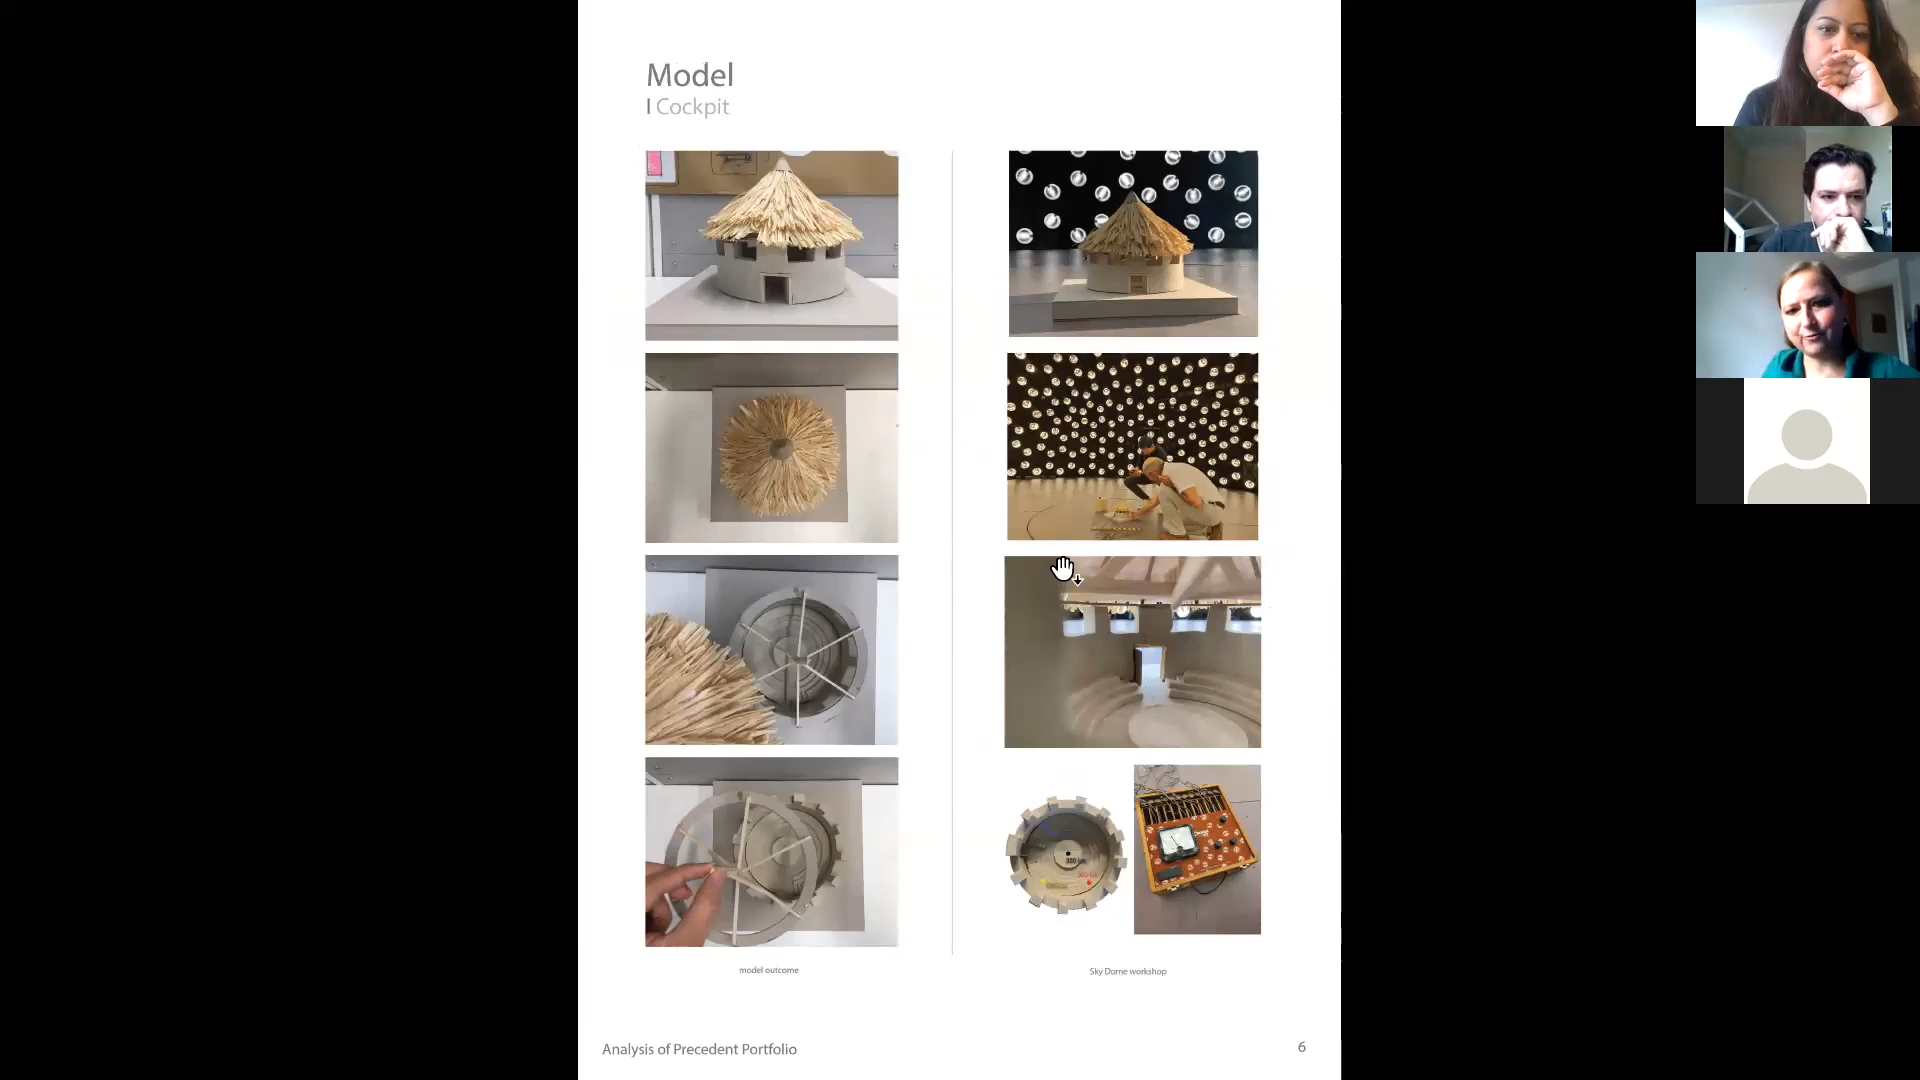 Model
| Cockpit
model outcome
Sky Dome workshop
Analysis of Precedent Portfolio
6